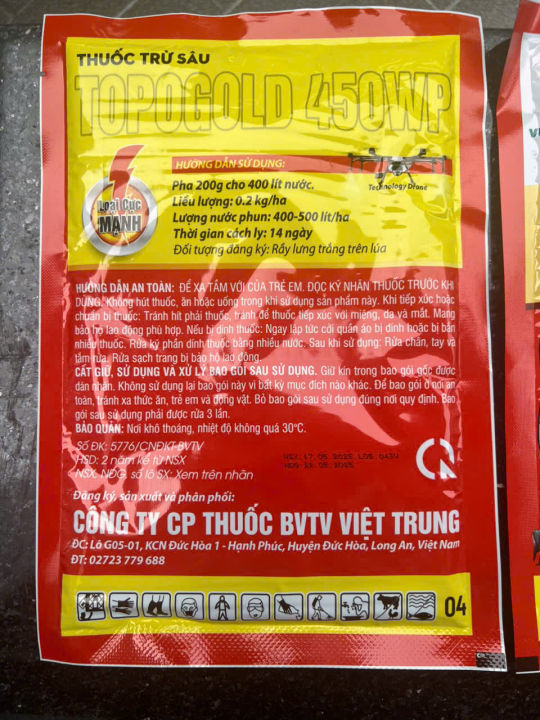 THUỐC TRỪ SÂU
TOPOGOLD 450WP
HƯỚNG DẪN SỬ DỤNG:
Pha 200g cho 400 lít nước.
Liều lượng: 0.2 kg/ha
Lượng nước phun: 400-500 lít/ha
Thời gian cách ly: 14 ngày
Đối tượng đăng ký: Rầy lưng trắng trên lúa
Technology Drone
Loại Cực
MẠNH
HƯỚNG DẪN AN TOÀN: ĐỂ XA TẦM VỚI CỦA TRẺ EM. ĐỌC KỸ NHÃN THUỐC TRƯỚC KHI
DỤNG. Không hút thuốc, ăn hoặc uống trong khi sử dụng sản phẩm này. Khi tiếp xúc hoặc
chuẩn bị thuốc: Tránh hít phải thuốc, tránh để thuốc tiếp xúc với miệng, da và mắt. Mang
bảo hộ lao động phù hợp. Nếu bị dính thuốc: Ngay lập tức cởi quần áo bị dính hoặc bị bắn
nhiều thuốc. Rửa kỹ phần dính thuốc bằng nhiều nước. Sau khi sử dụng: Rửa chân, tay và
tắm rửa. Rửa sạch trang bị bảo hộ lao động.
CẤT GIỮ, SỬ DỤNG VÀ XỬ LÝ BAO GÓI SAU SỬ DỤNG. Giữ kín trong bao gói gốc được
dán nhãn. Không sử dụng lại bao gói này vì bất kỳ mục đích nào khác. Để bao gói ở nơi an
toàn, tránh xa thức ăn, trẻ em và động vật. Bỏ bao gói sau sử dụng đúng nơi quy định. Bao
gói sau sử dụng phải được rửa 3 lần.
BẢO QUẢN: Nơi khô thoáng, nhiệt độ không quá 30°C.
Số ĐK: 5776/CNĐKT-BVTV
HSD: 2 năm kể từ NSX
NSX, NĐG, số lô SX: Xem trên nhãn
Đăng ký, sản xuất và phân phối:
CÔNG TY CP THUỐC BVTV VIỆT TRUNG
ĐC: Lô G05-01, KCN Đức Hòa 1 - Hạnh Phúc, Huyện Đức Hòa, Long An, Việt Nam
ĐT: 02723 779 688
04